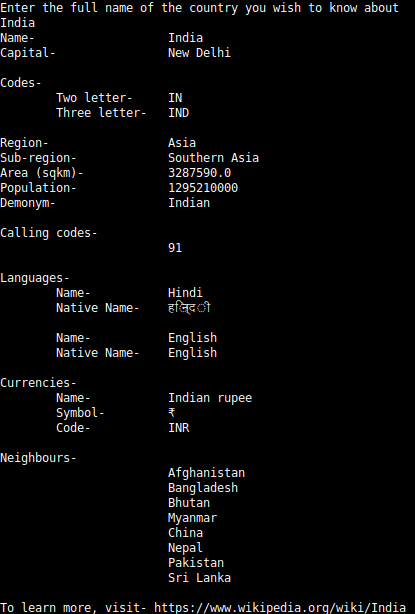 Enter the full name of the country you wish to know about
India
Name- India
Capital- New Delhi
Codes-
Two letter- IN
Three letter- IND
Region- Asia
Sub-region- Southern Asia
Area (sqkm)- 3287590.0
Population- 1295210000
Demonym- Indian
Calling codes-
91
Languages-
Name- Hindi
Native Name- हिन्दी
Name- English
Native Name- English
Currencies-
Name- Indian rupee
Symbol- ₹
Code- INR
Neighbours-
Afghanistan
Bangladesh
Bhutan
Myanmar
China
Nepal
Pakistan
Sri Lanka
To learn more, visit- https://www.wikipedia.org/wiki/India